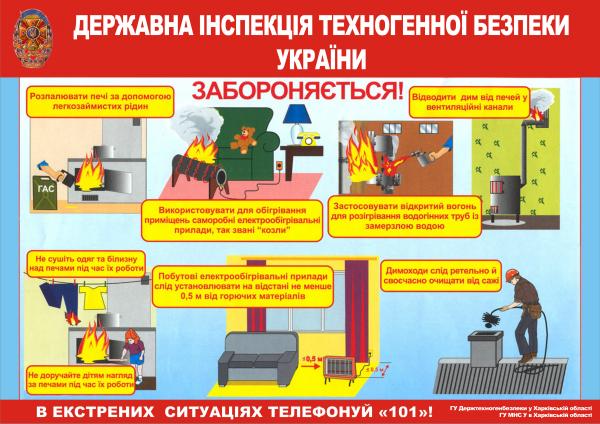 ДЕРЖАВНА ІНСПЕКЦІЯ ТЕХНОГЕННОЇ БЕЗПЕКИ
УКРАЇНИ
ЗАБОРОНЯЄТЬСЯ!
Розпалювати печі за допомогою
легкозаймистих рідин
Відводити дим від печей у
вентиляційні канали
ГАС
Використовувати для обігрівання
приміщень саморобні електрообігрівальні
прилади, так звані "козли"
Застосовувати відкритий вогонь
для розігрівання водогінних труб із
замерзлою водою
Не сушіть одяг та білизну
над печами під час їх роботи
Побутові електрообігрівальні прилади
слід установлювати на відстані не менше
0,5 м від горючих матеріалів
Димоходи слід ретельно й
своєчасно очищати від сажі
≥0,5 м
≥ 0,5 м
Не доручайте дітям нагляд
за печами під час їх роботи
В ЕКСТРЕНИХ СИТУАЦІЯХ ТЕЛЕФОНУЙ «101»!
ГУ Держтехногенбезпеки у Харківській області
ГУ МНС У в Харківській області